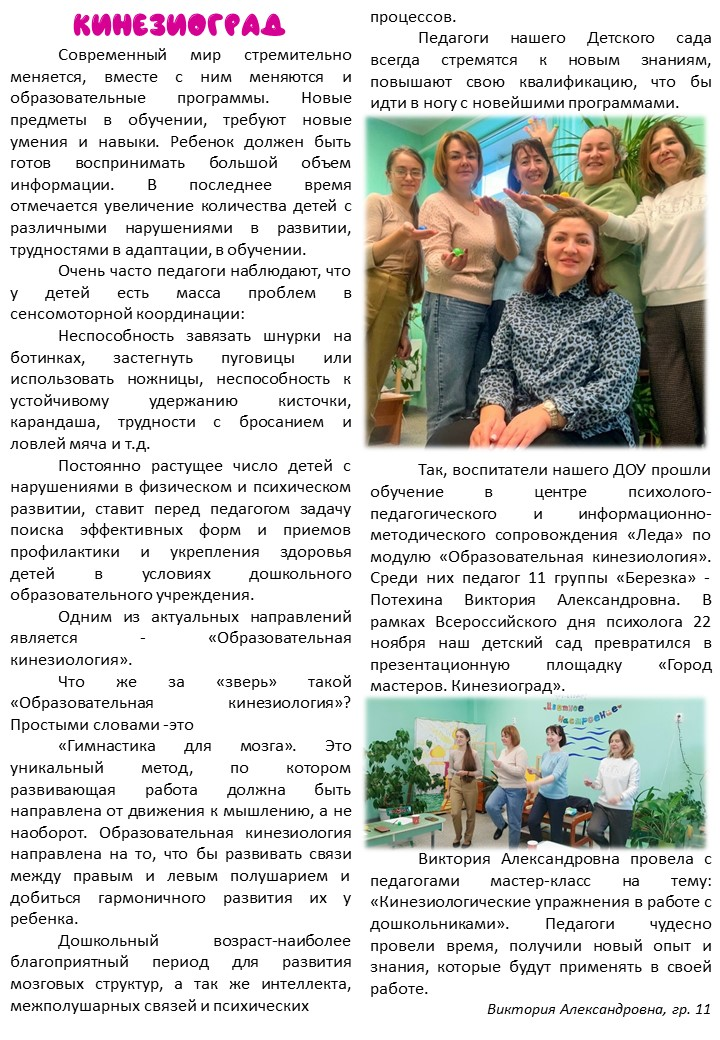 КИНЕЗИОГРАД
Современный мир стремительно
меняется, вместе с ним меняются и
образовательные программы. Новые
предметы в обучении, требуют новые
умения и навыки. Ребенок должен быть
готов воспринимать большой объем
информации. В последнее время
отмечается увеличение количества детей с
различными нарушениями в развитии,
трудностями в адаптации, в обучении.
Очень часто педагоги наблюдают, что
у детей есть масса проблем в
сенсомоторной координации:
Неспособность завязать шнурки на
ботинках, застегнуть пуговицы или
использовать ножницы, неспособность к
устойчивому удержанию кисточки,
карандаша, трудности с бросанием и
ловлей мяча и т.д.
Постоянно растущее число детей с
нарушениями в физическом и психическом
развитии, ставит перед педагогом задачу
поиска эффективных форм и приемов
профилактики и укрепления здоровья
детей в условиях дошкольного
образовательного учреждения.
Одним из актуальных направлений
является - «Образовательная
кинезиология».
Что же за «зверь» такой
«Образовательная кинезиология»?
Простыми словами -это
«Гимнастика для мозга». Это
уникальный метод, по котором
развивающая работа должна быть
направлена от движения к мышлению, а не
наоборот. Образовательная кинезиология
направлена на то, что бы развивать связи
между правым и левым полушарием и
добиться гармоничного развития их у
ребенка.
Дошкольный возраст-наиболее
благоприятный период для развития
мозговых структур, а так же интеллекта,
межполушарных связей и психических
процессов.
Педагоги нашего Детского сада
всегда стремятся к новым знаниям,
повышают свою квалификацию, что бы
идти в ногу с новейшими программами.
Так, воспитатели нашего ДОУ прошли
обучение в центре психолого-
педагогического и информационно-
методического сопровождения «Леда» по
модулю «Образовательная кинезиология».
Среди них педагог 11 группы «Березка» -
Потехина Виктория Александровна. В
рамках Всероссийского дня психолога 22
ноября наш детский сад превратился в
презентационную площадку «Город
мастеров. Кинезиоград».
"Цветное
настроение"
Виктория Александровна провела с
педагогами мастер-класс на тему:
«Кинезиологические упражнения в работе с
дошкольниками». Педагоги чудесно
провели время, получили новый опыт и
знания, которые будут применять в своей
работе.
Виктория Александровна, гр. 11